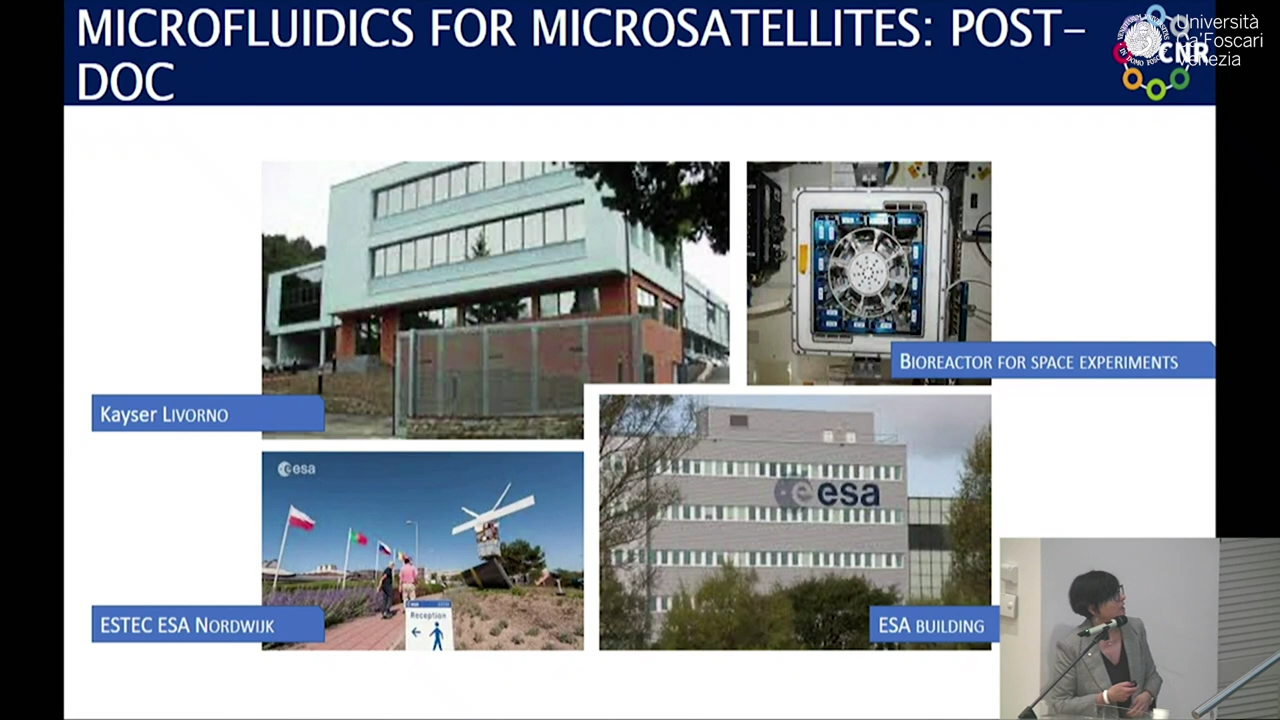 MICROFLUIDICS FOR MICROSATELLITES: POST-
DOC
Università
Ca'Foscari
Venezia
CNR
BIOREACTOR FOR SPACE EXPERIMENTS
Kayser LIVORNO
esa
esa
Reception
ESTEC ESA NORDWIJK
ESA BUILDING